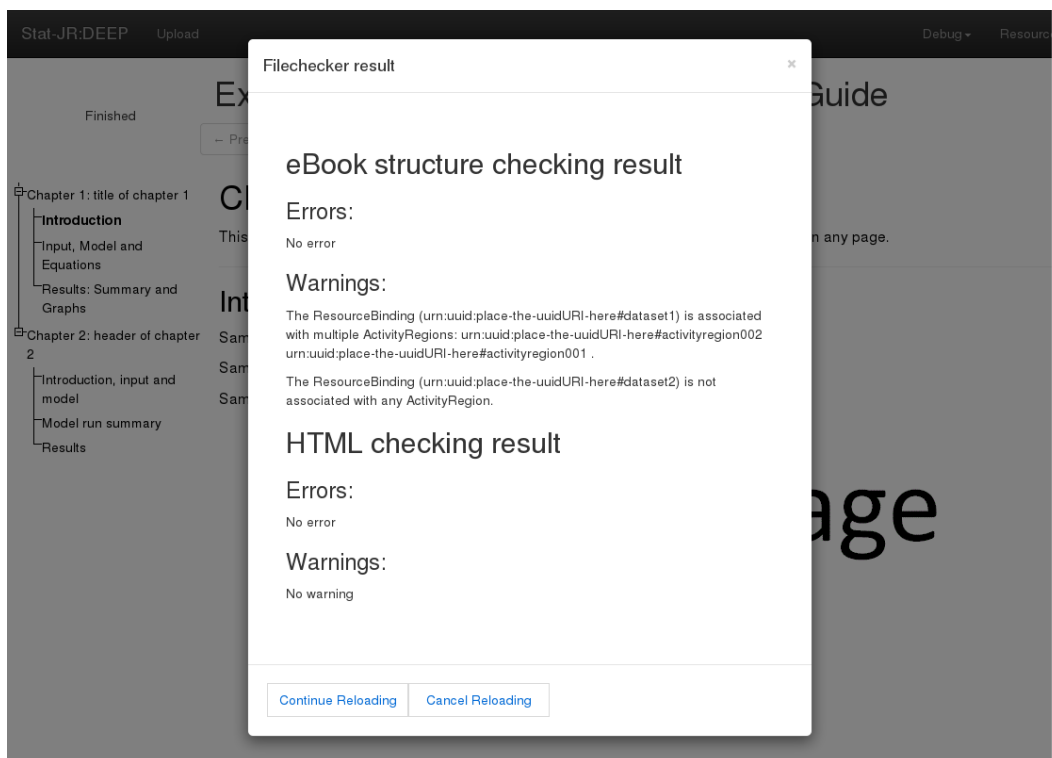 Stat-JR:DEEP Upload Debug
Filechecker result ×
Guide
Finished
eBook structure checking result
Errors:
No error
Warnings:
The ResourceBinding (urn:uuid:place-the-uuidURI-here#dataset1) is associated
with multiple ActivityRegions: urn:uuid:place-the-uuidURI-here#activityregion002
urn:uuid:place-the-uuidURI-here#activityregion001 .
The ResourceBinding (urn:uuid:place-the-uuidURI-here#dataset2) is not
associated with any ActivityRegion.
HTML checking result
Errors:
No error
Warnings:
No warning
Continue Reloading Cancel Reloading
Chapter 1: title of chapter 1
Introduction
Input, Model and
Equations
Results: Summary and
Graphs
Chapter 2: header of chapter
2
Introduction, input and
model
Model run summary
Results
This
n any page.